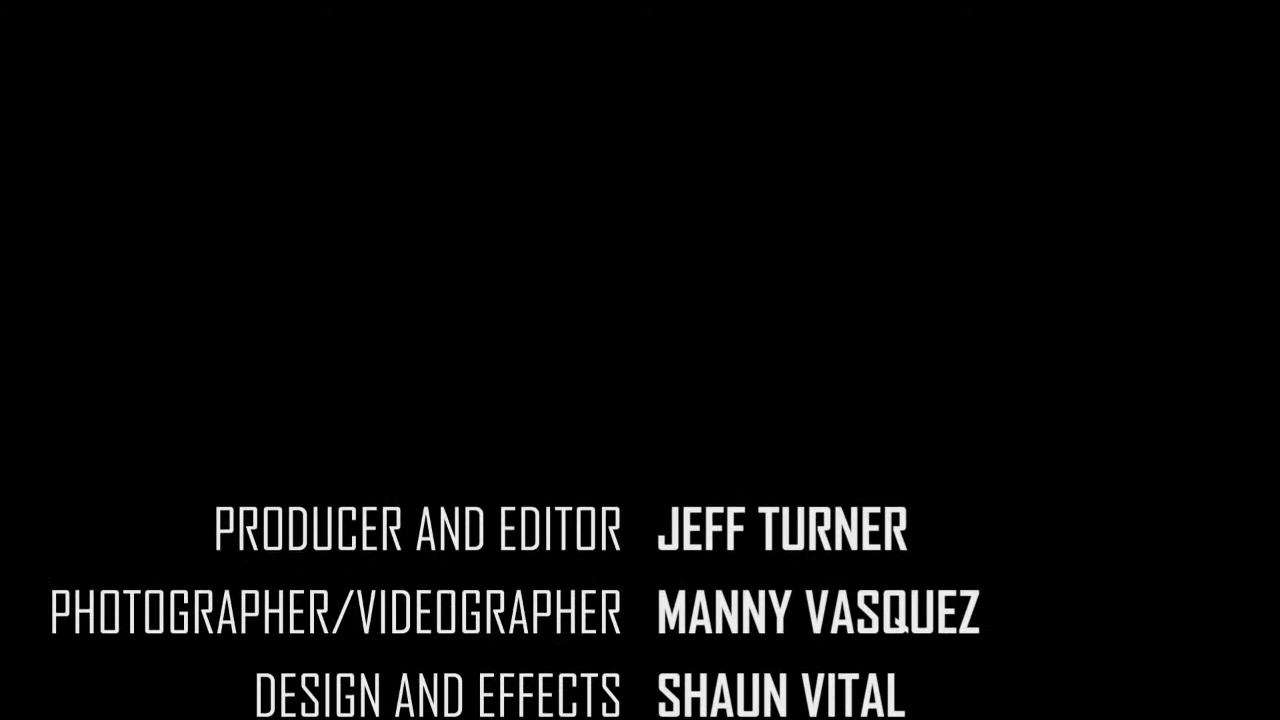 PRODUCER AND EDITOR JEFF TURNER
PHOTOGRAPHER/VIDEOGRAPHER MANNY VASQUEZ
DESIGN AND EFFECTS SHAUN VITAL